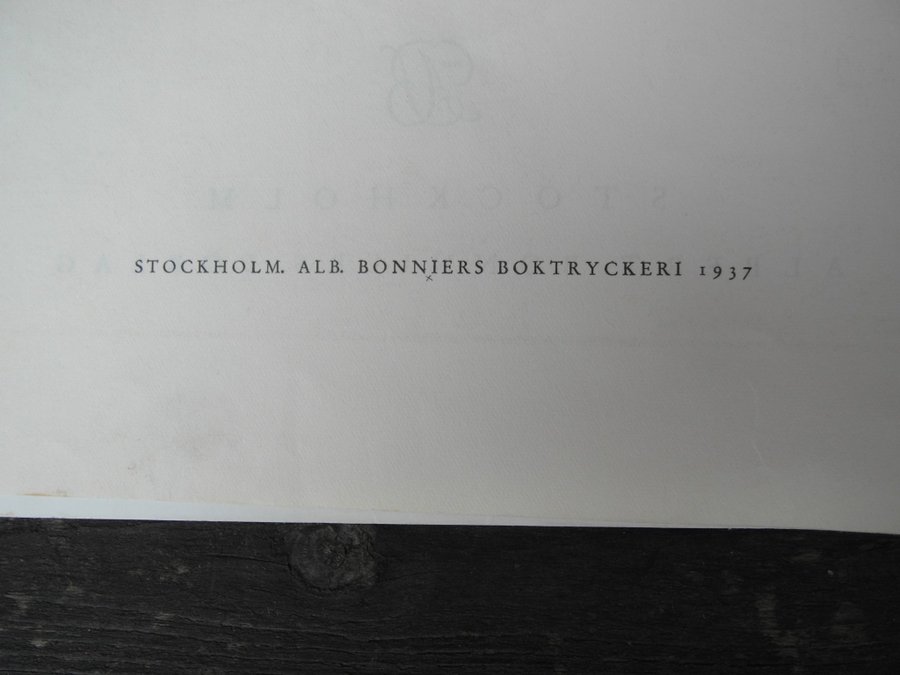 STOCKHOLM. ALB. BONNIERS BOKTRYCKERI 1937